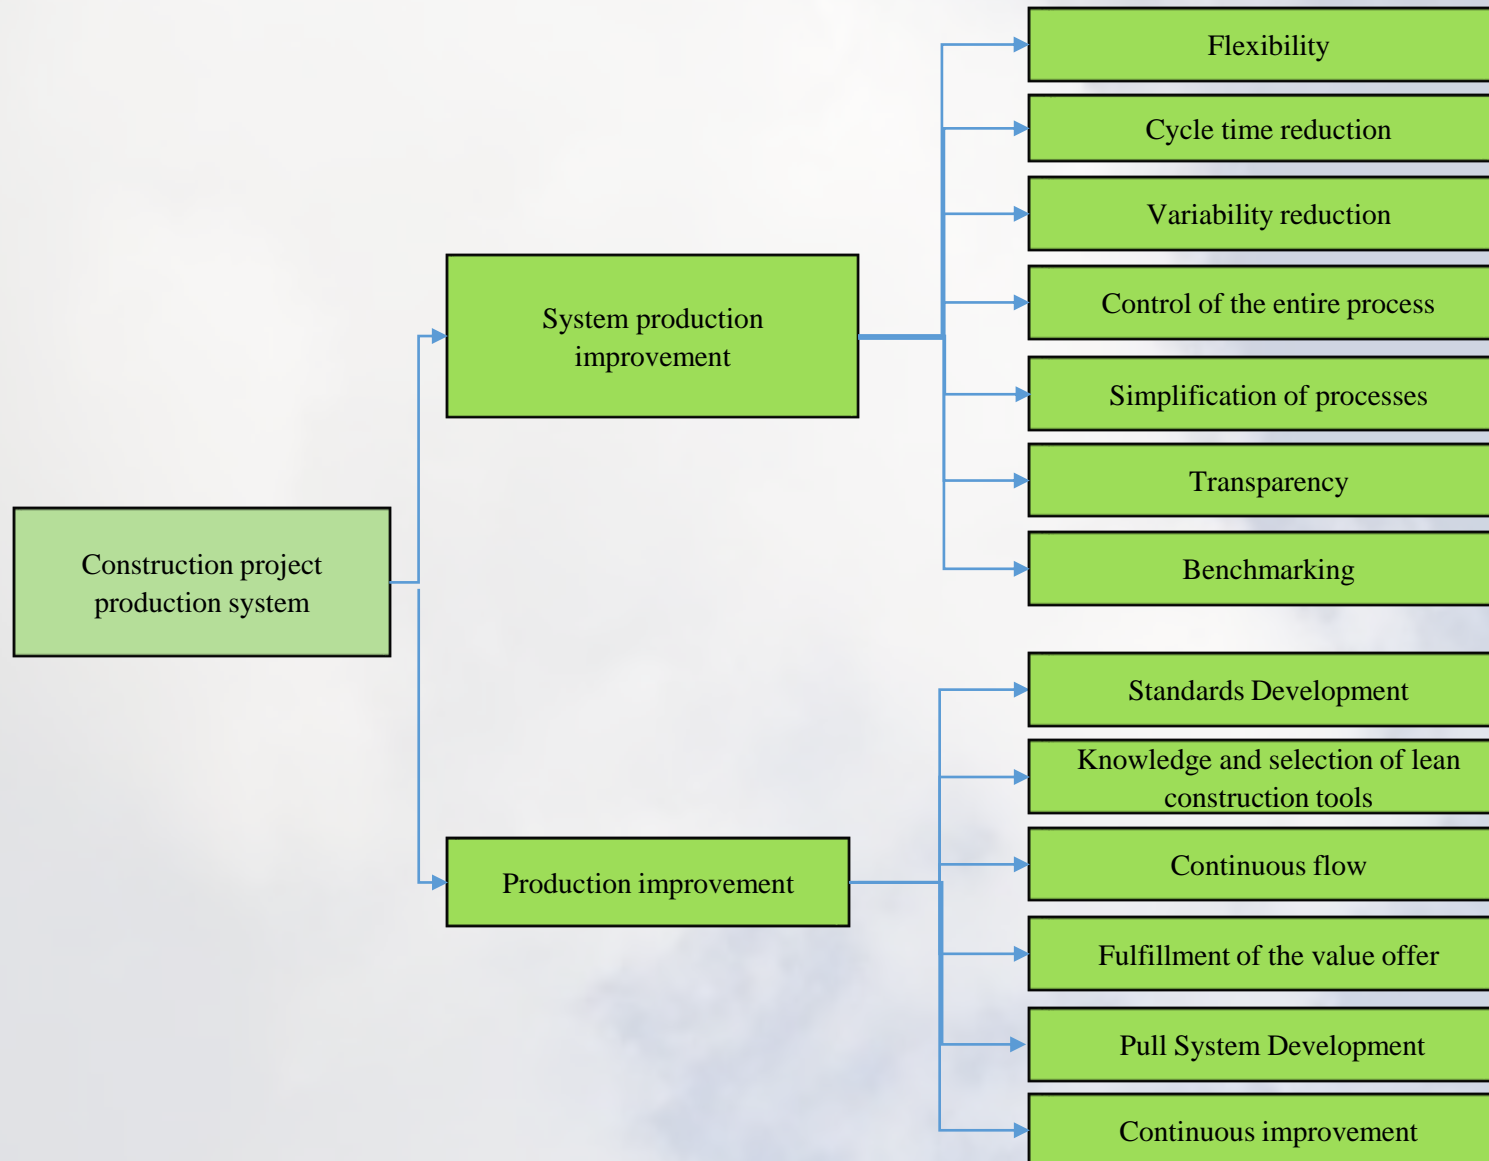 Flexibility
Cycle time reduction
Variability reduction
Control of the entire process
Simplification of processes
Transparency
Benchmarking
System production
improvement
Construction project
production system
Standards Development
Knowledge and selection of lean
construction tools
Continuous flow
Fulfillment of the value offer
Pull System Development
Continuous improvement
Production improvement